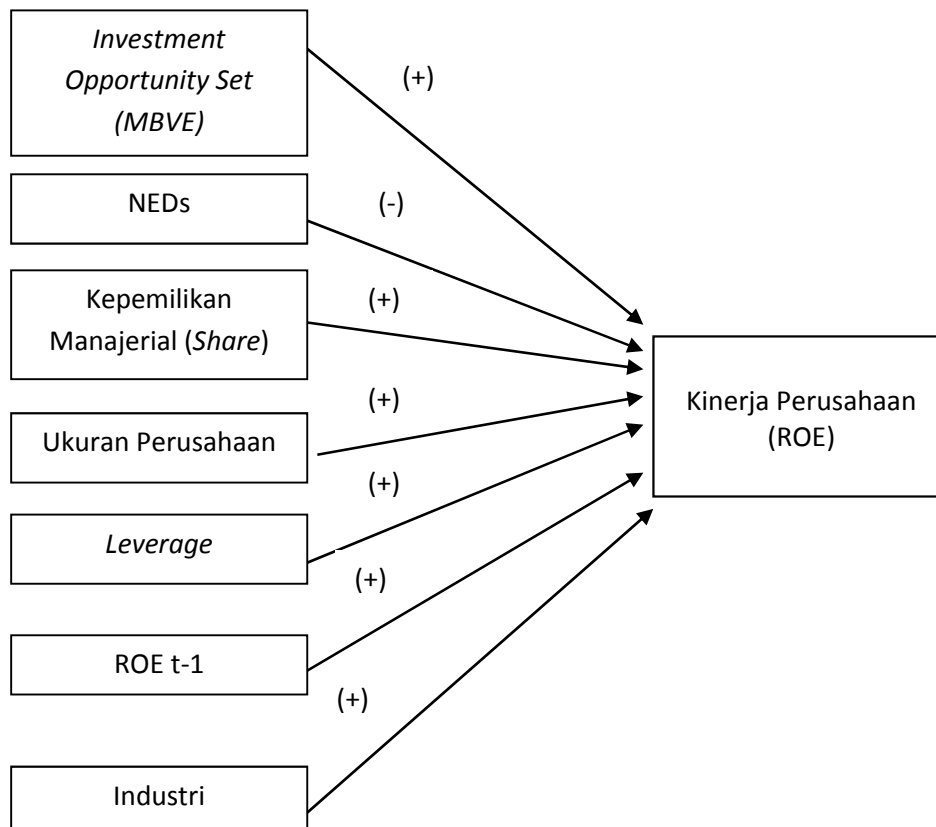 Investment
Opportunity Set
(MBVE)
(+)
NEDs
(-)
Kepemilikan
Manajerial (Share)
(+)
Ukuran Perusahaan
(+)
Leverage
(+)
ROE t-1
(+)
Industri
(+)
Kinerja Perusahaan
(ROE)